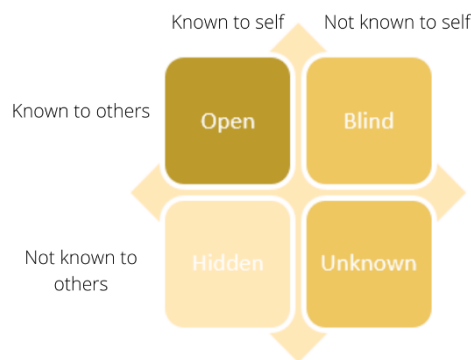 Known to self
Not known to self
Known to others
Open
Blind
Not known to
others
Hidden
Unknown